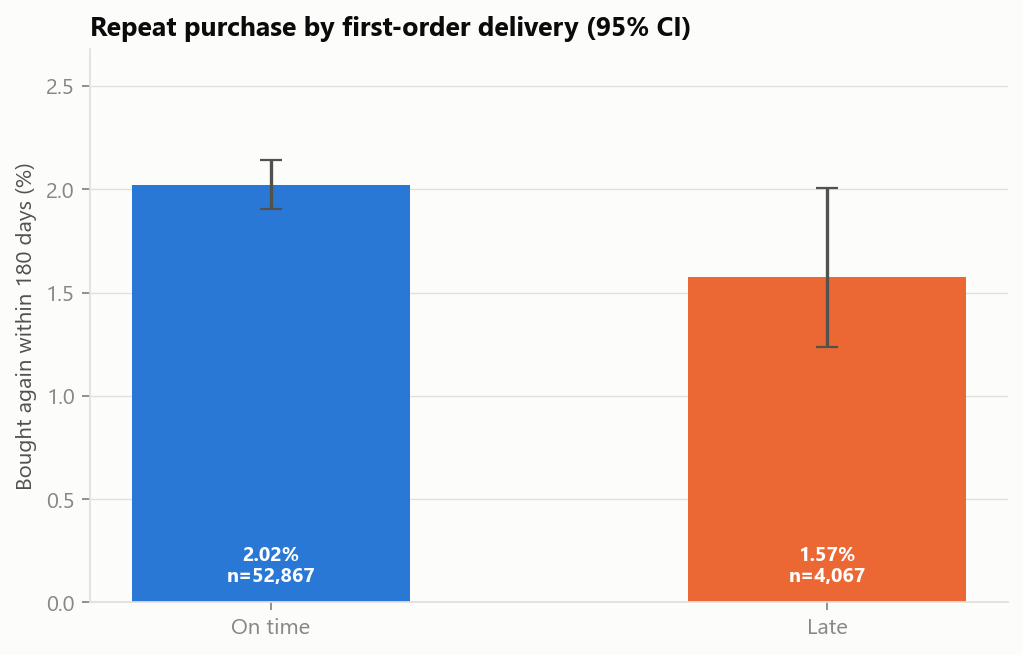 Repeat purchase by first-order delivery (95% CI)
Bought again within 180 days (%)
2.5
2.0
1.5
1.0
0.5
0.0
2.02%
n=52,867
1.57%
n=4,067
On time
Late